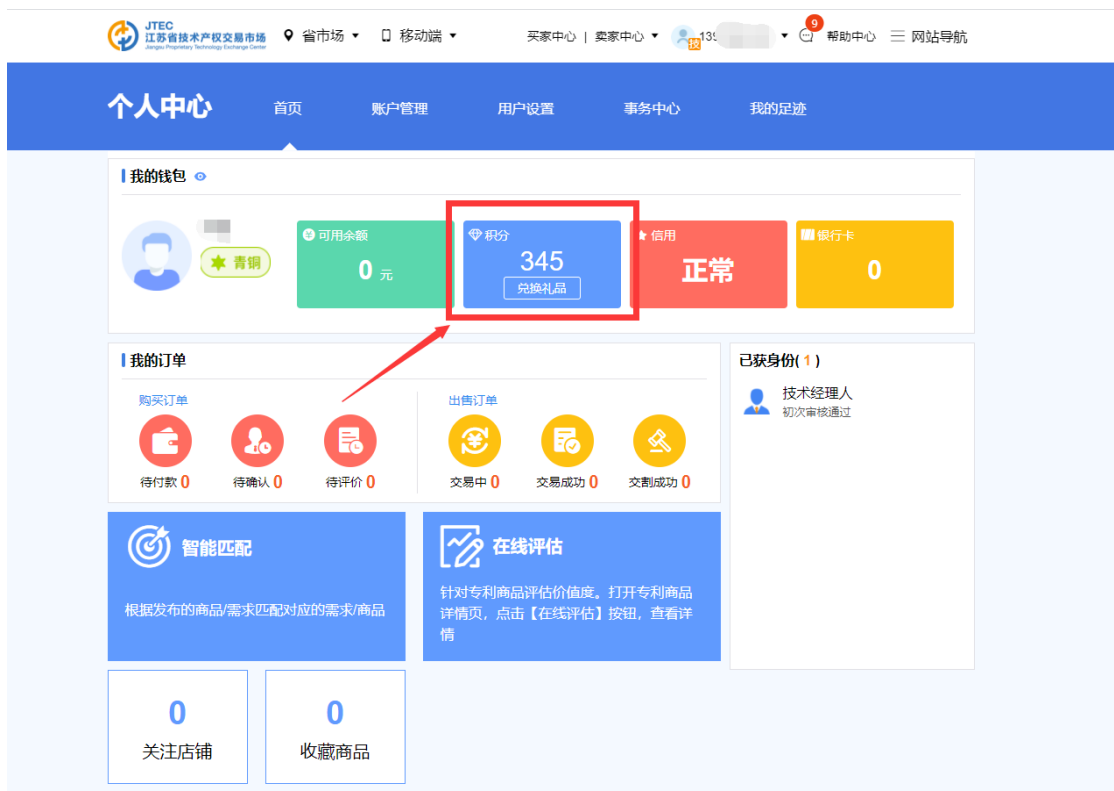 JTEC
江苏省技术产权交易市场
Jiangsu Proprietary Technology Exchange Center
省市场
移动端
买家中心 | 卖家中心
技
139
9
帮助中心
网站导航
个人中心
首页
账户管理
用户设置
事务中心
我的足迹
我的钱包
青铜
可用余额
0 元
积分
345
兑换礼品
信用
正常
银行卡
0
我的订单
购买订单
待付款 0
待确认 0
待评价 0
出售订单
交易中 0
交易成功 0
交割成功 0
已获身份( 1 )
技术经理人
初次审核通过
智能匹配
根据发布的商品/需求匹配对应的需求/商品
在线评估
针对专利商品评估价值度。打开专利商品
详情页，点击【在线评估】按钮，查看详
情
0
关注店铺
0
收藏商品